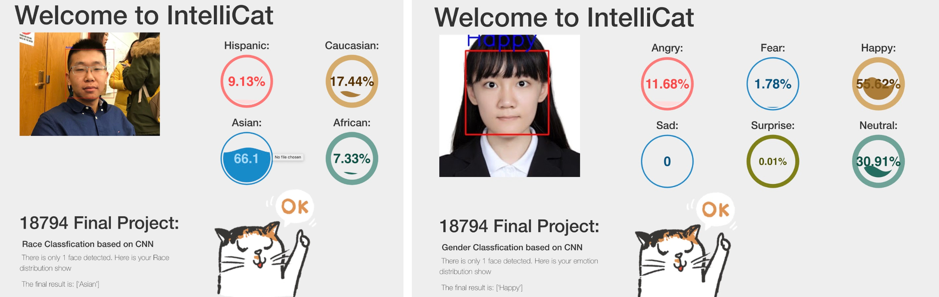 Welcome to IntelliCat
Hispanic:
Caucasian:
9.13%
17.44%
Asian:
African:
66.1
No file chosen
7.33%
OK
18794 Final Project:
Race Classfication based on CNN
There is only 1 face detected. Here is your Race
distribution show
The final result is: ['Asian']
Welcome to IntelliCat
Happy
Angry:
Fear:
Happy:
11.68%
1.78%
55.62%
Sad:
Surprise:
Neutral:
0
0.01%
30.91%
OK
18794 Final Project:
Gender Classfication based on CNN
There is only 1 face detected. Here is your emotion
distribution show
The final result is: ['Happy']